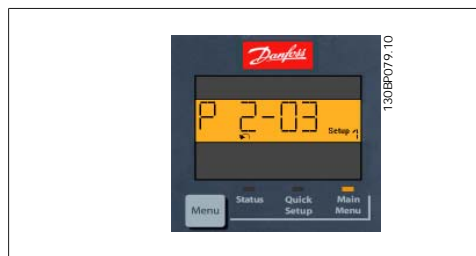 Danfoss
P 2-03
Setup 1
Status Quick Setup Main Menu
Menu
130BP079.10